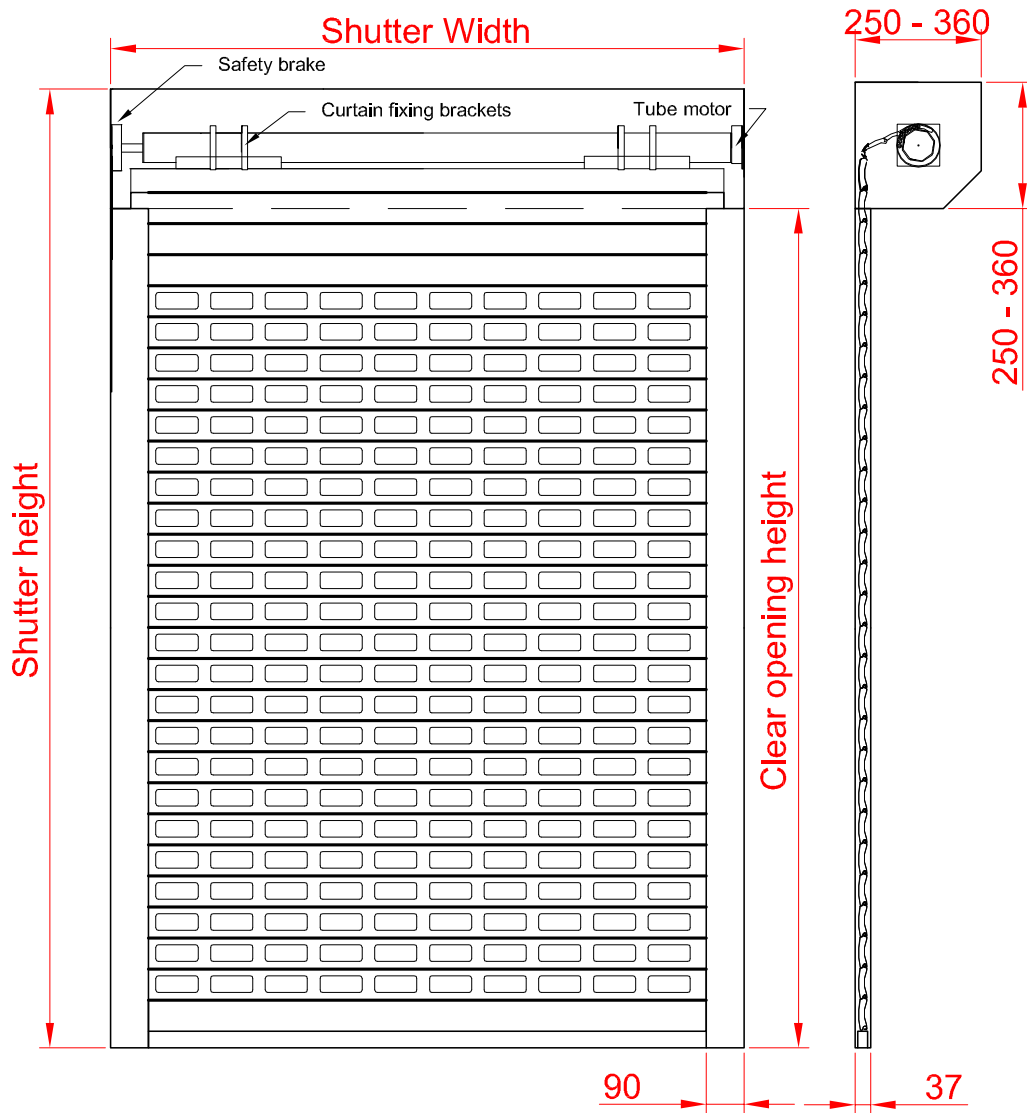 Shutter Width
250 - 360
Safety brake
Curtain fixing brackets
Tube motor
250 - 360
Shutter height
Clear opening height
90
37